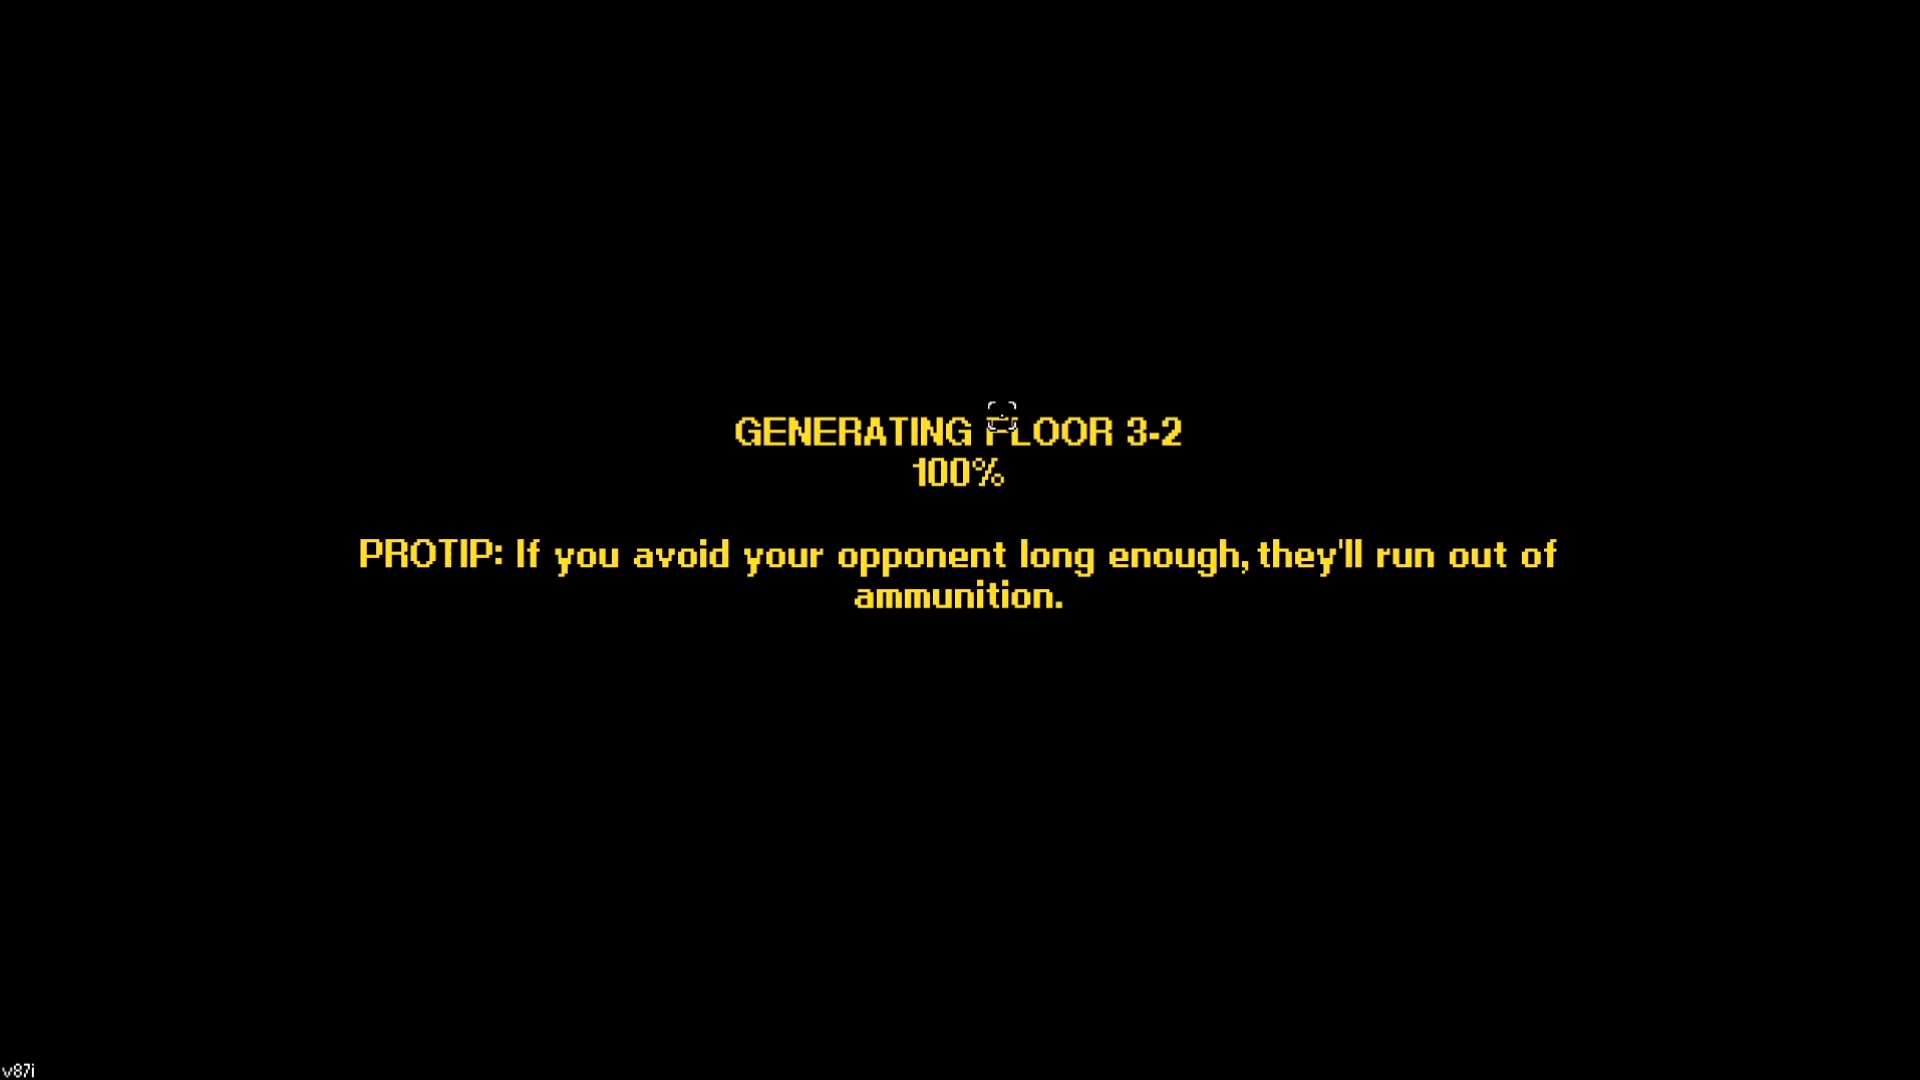 GENERATING FLOOR 3-2
100%
PROTIP: If you avoid your opponent long enough, they'll run out of
ammunition.
v87i